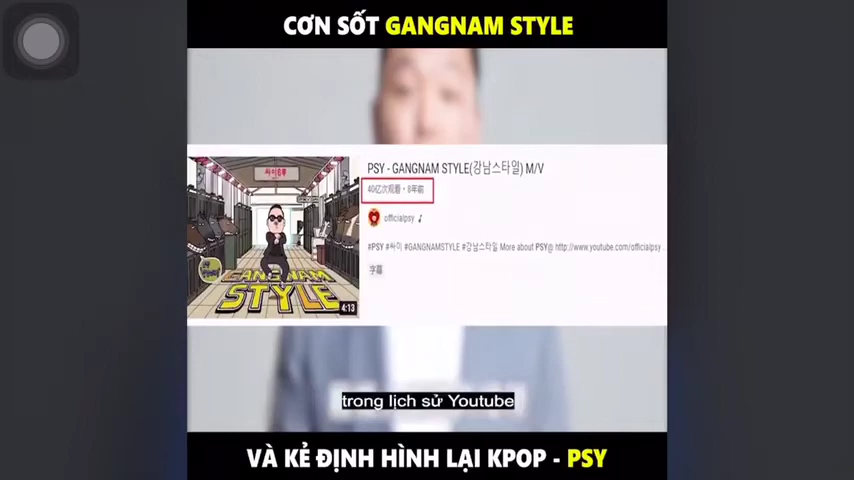 CƠN SỐT GANGNAM STYLE
PSY - GANGNAM STYLE(강남스타일) M/V
40亿次观看 • 8年前
officialpsy
#PSY #싸이 #GANGNAMSTYLE #강남스타일 More about PSY@ http://www.youtube.com/officialpsy
字幕
GANGNAM
STYLE
4:13
trong lịch sử Youtube
VÀ KẺ ĐỊNH HÌNH LẠI KPOP - PSY